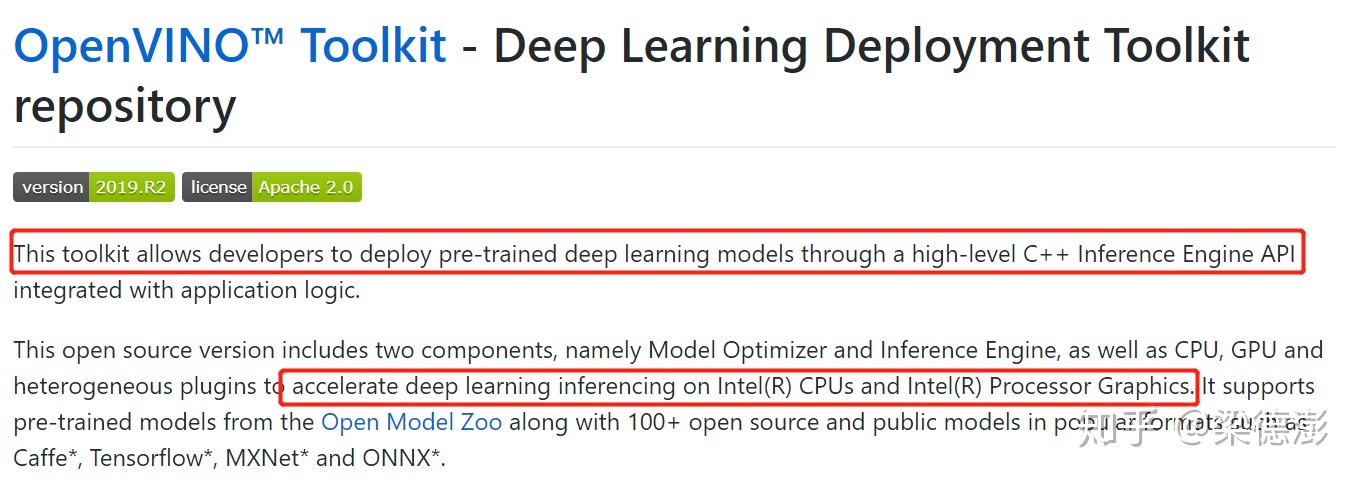 OpenVINO™ Toolkit - Deep Learning Deployment Toolkit
repository
version 2019.R2 license Apache 2.0
This toolkit allows developers to deploy pre-trained deep learning models through a high-level C++ Inference Engine API
integrated with application logic.
This open source version includes two components, namely Model Optimizer and Inference Engine, as well as CPU, GPU and
heterogeneous plugins to accelerate deep learning inferencing on Intel(R) CPUs and Intel(R) Processor Graphics. It supports
pre-trained models from the Open Model Zoo along with 100+ open source and public models in popular formats such as
Caffe*, Tensorflow*, MXNet* and ONNX*.
知乎 @梁德澎